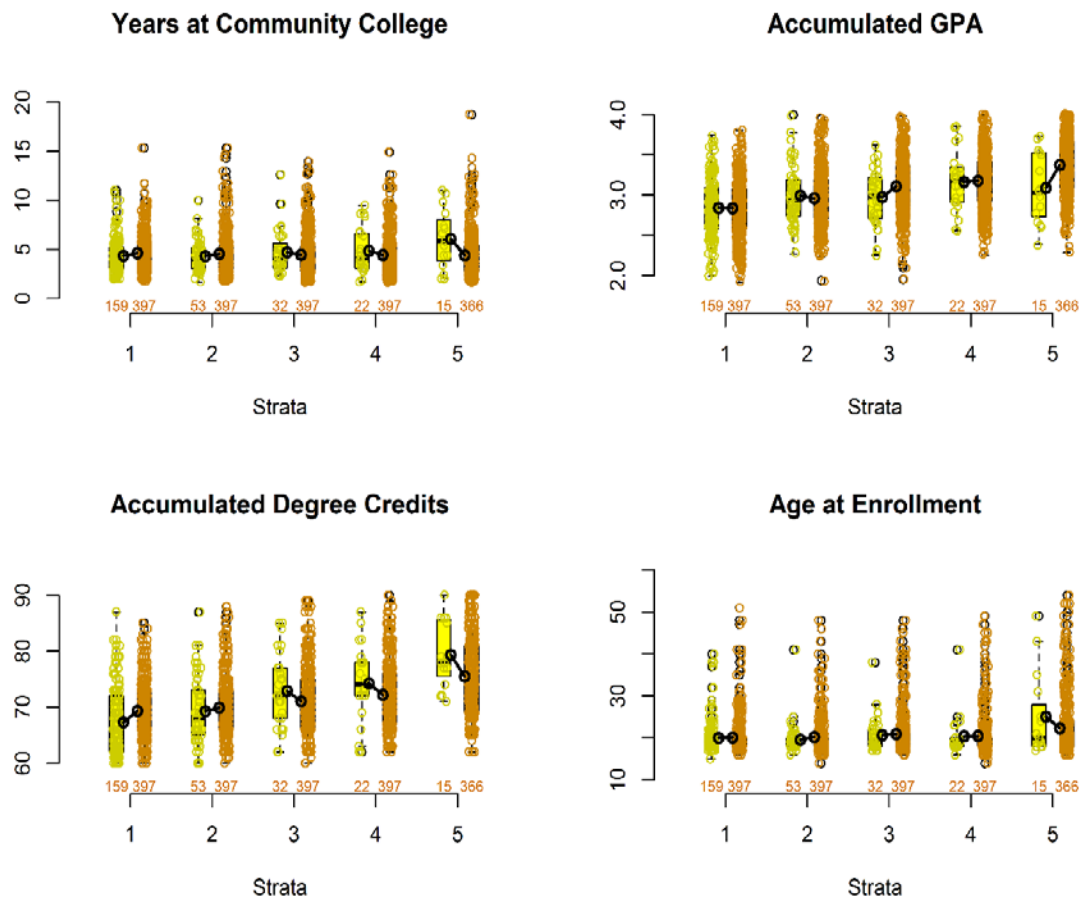 Years at Community College
20
15
10
5
0
159 397 53 397 32 397 22 397 15 366
1 2 3 4 5
Strata
Accumulated GPA
4.0
3.0
2.0
159 397 53 397 32 397 22 397 15 366
1 2 3 4 5
Strata
Accumulated Degree Credits
90
80
70
60
159 397 53 397 32 397 22 397 15 366
1 2 3 4 5
Strata
Age at Enrollment
50
30
10
159 397 53 397 32 397 22 397 15 366
1 2 3 4 5
Strata